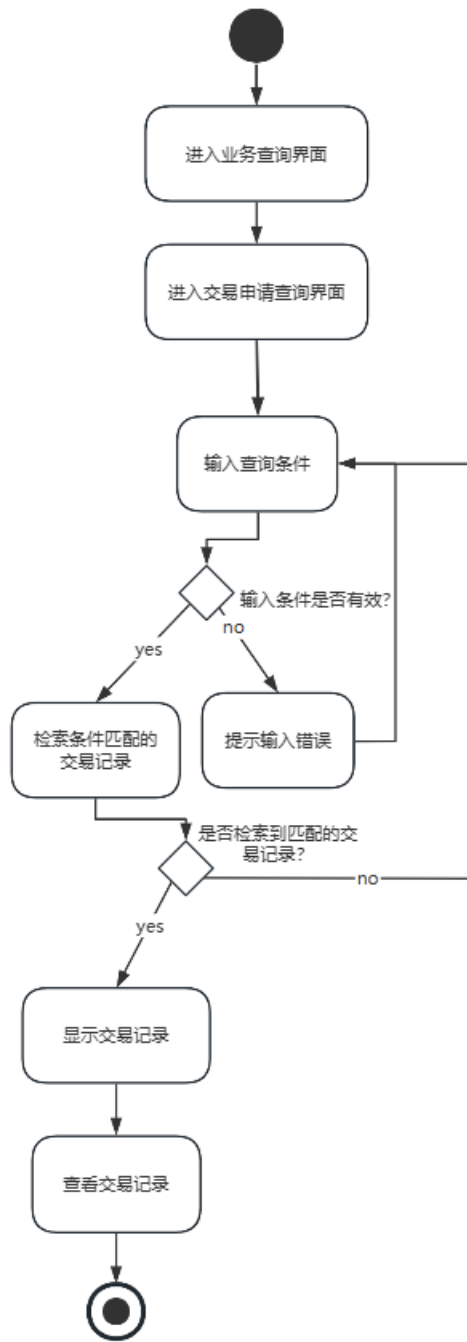 进入业务查询界面
进入交易申请查询界面
输入查询条件
输入条件是否有效？
no
yes
检索条件匹配的
交易记录
提示输入错误
是否检索到匹配的交
易记录？
no
yes
显示交易记录
查看交易记录